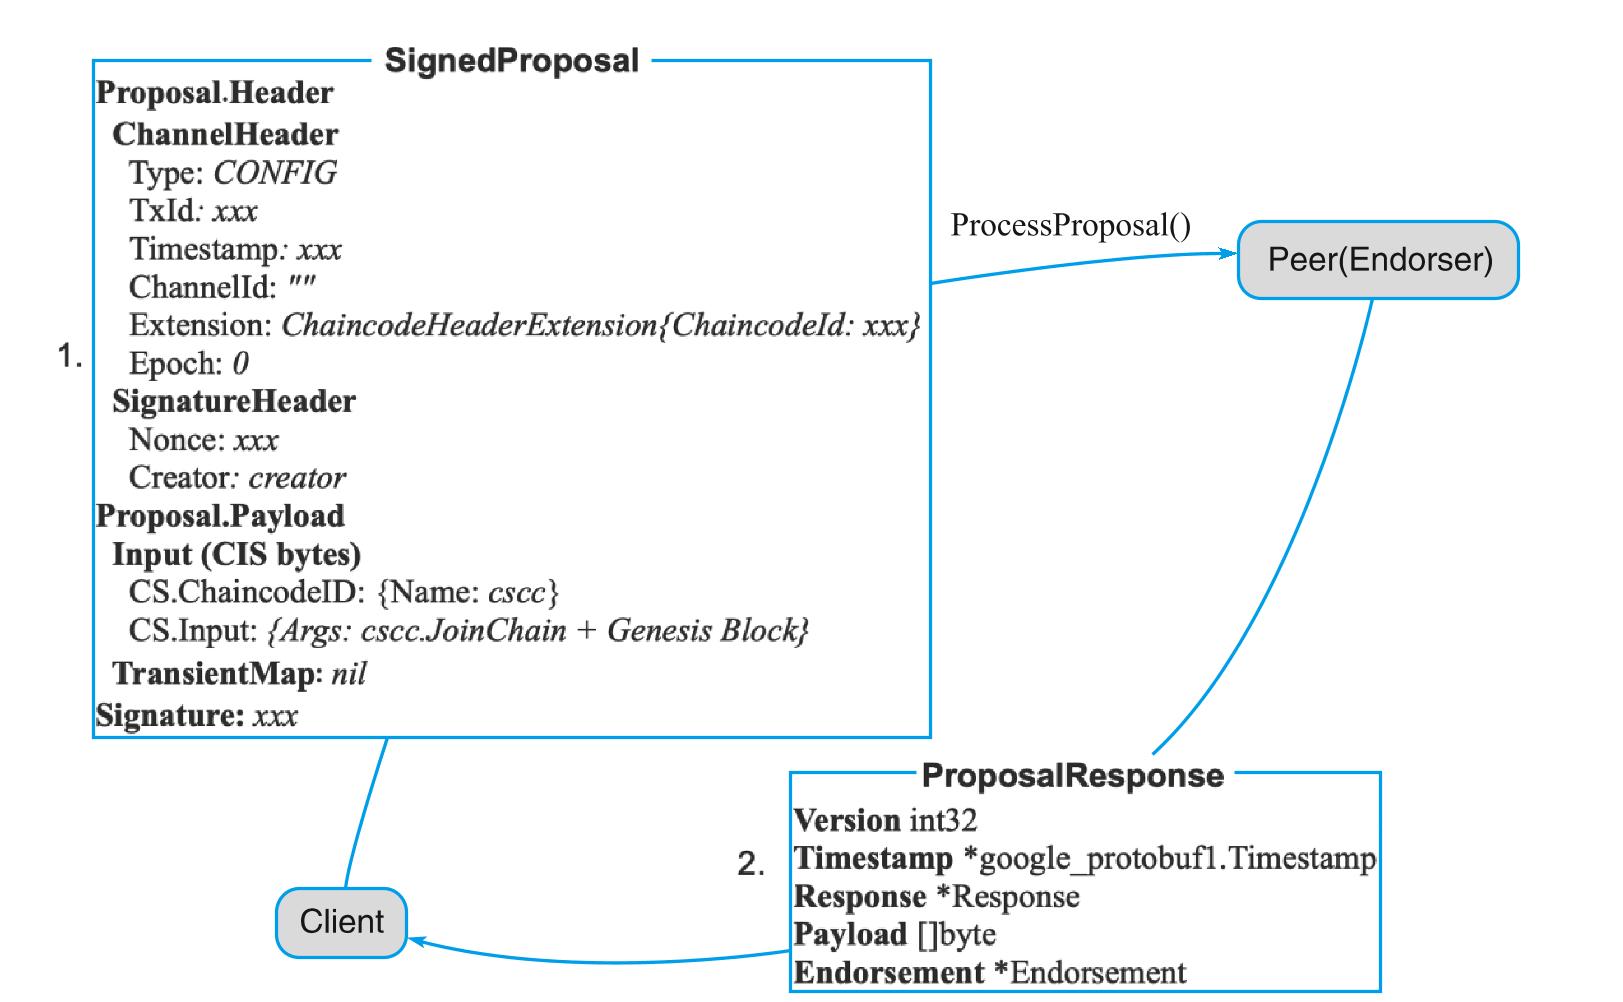 SignedProposal
Proposal.Header
ChannelHeader
Type: CONFIG
TxId: xxx
Timestamp: xxx
ChannelId: ""
Extension: ChaincodeHeaderExtension{ChaincodeId: xxx}
1.
Epoch: 0
SignatureHeader
Nonce: xxx
Creator: creator
Proposal.Payload
Input (CIS bytes)
CS.ChaincodeID: {Name: cscc}
CS.Input: {Args: cscc.JoinChain + Genesis Block}
TransientMap: nil
Signature: xxx
ProcessProposal()
Peer(Endorser)
ProposalResponse
Version int32
2.
Timestamp *google_protobuf1.Timestamp
Response *Response
Payload []byte
Endorsement *Endorsement
Client